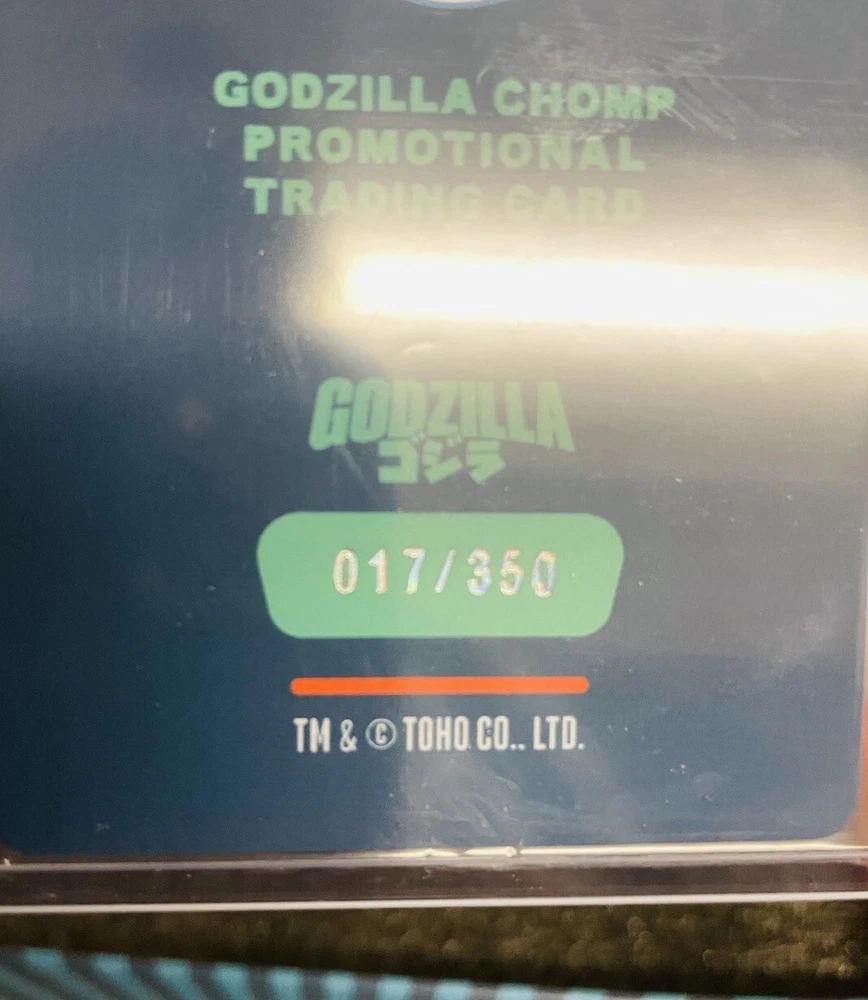 GODZILLA CHOMP
PROMOTIONAL
TRADING CARD
GODZILLA
ゴジラ
017/350
TM & © TOHO CO.. LTD.